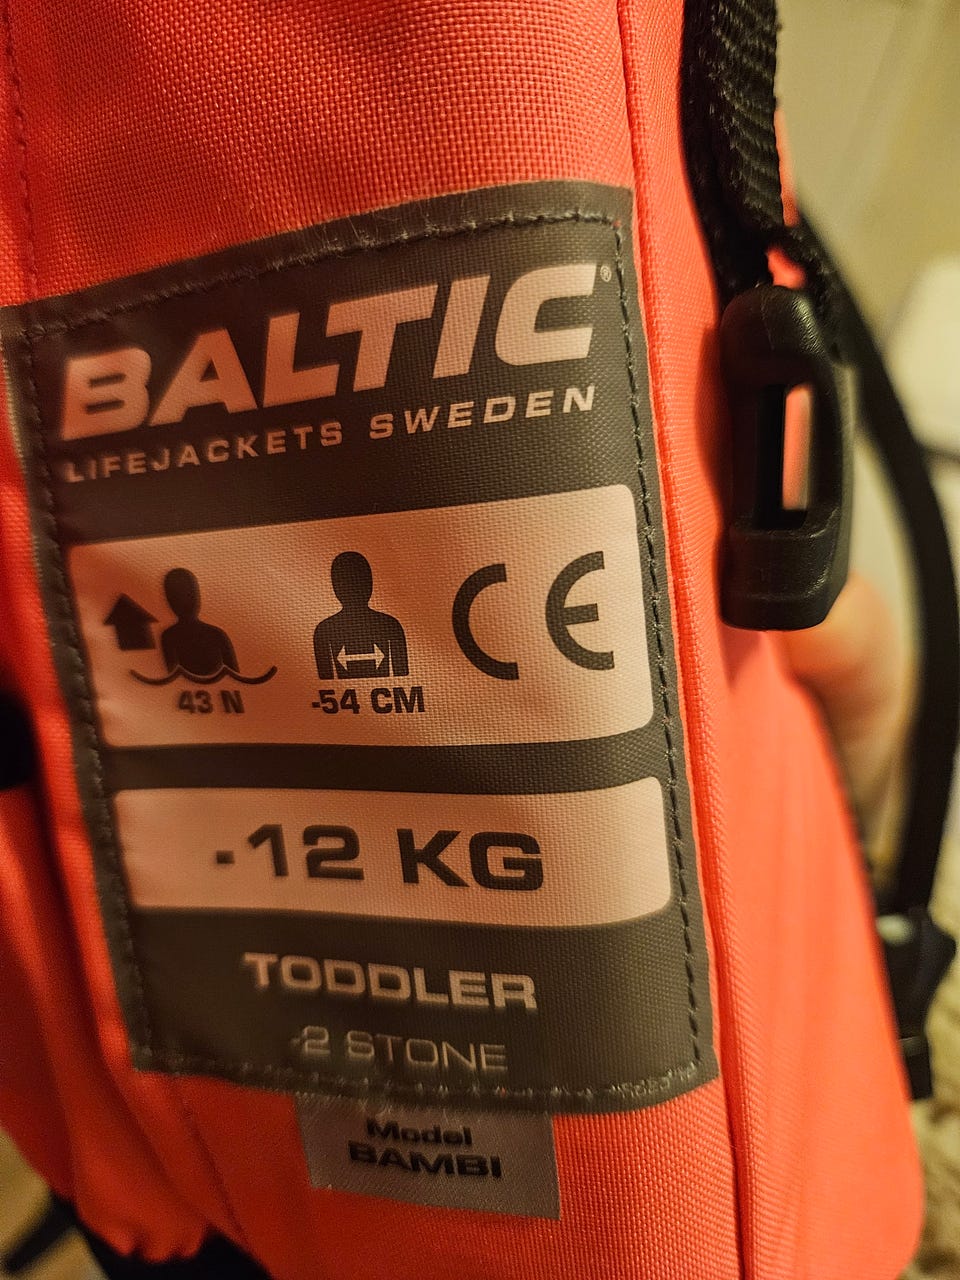 BALTIC®
LIFEJACKETS SWEDEN
43 N
-54 CM
CE
-12 KG
TODDLER
-2 STONE
Model
BAMBI